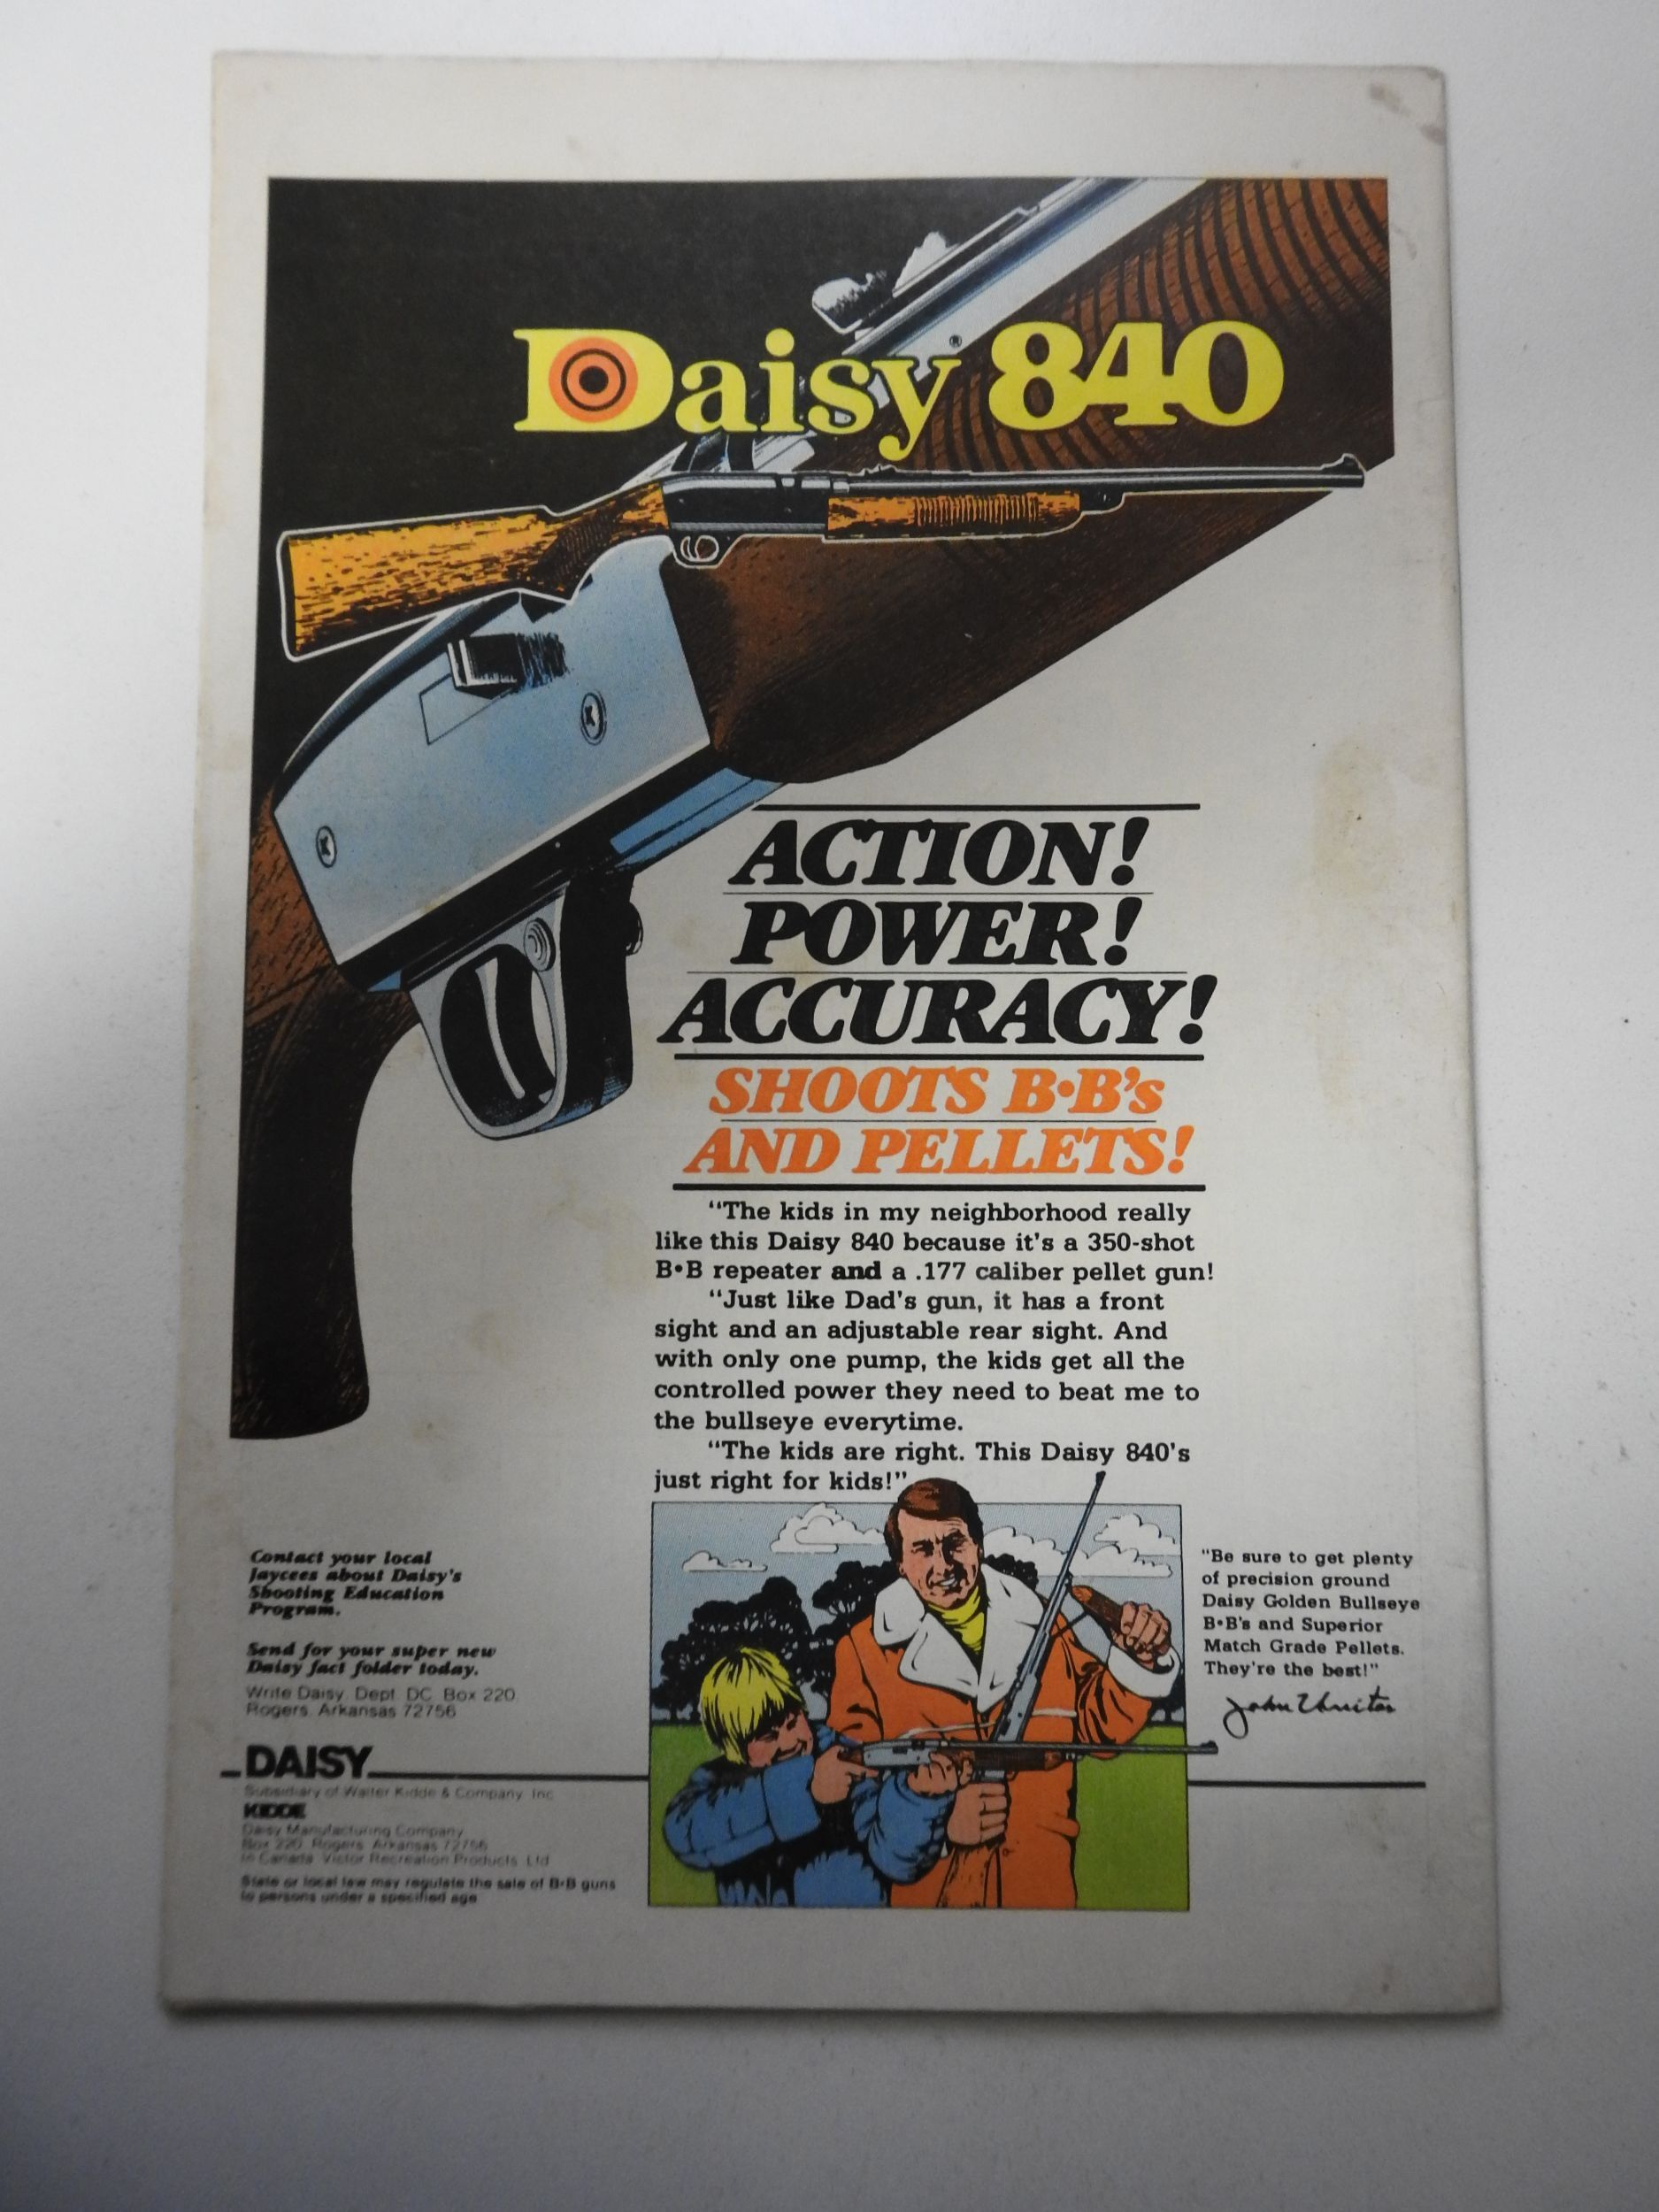 Daisy® 840
ACTION!
POWER!
ACCURACY!
SHOOTS B•B's
AND PELLETS!
"The kids in my neighborhood really
like this Daisy 840 because it's a 350-shot
B•B repeater and a .177 caliber pellet gun!
"Just like Dad's gun, it has a front
sight and an adjustable rear sight. And
with only one pump, the kids get all the
controlled power they need to beat me to
the bullseye everytime.
"The kids are right. This Daisy 840's
just right for kids!"
Contact your local
Jaycees about Daisy's
Shooting Education
Program.
Send for your super new
Daisy fact folder today.
Write Daisy, Dept. DC, Box 220,
Rogers, Arkansas 72756
"Be sure to get plenty
of precision ground
Daisy Golden Bullseye
B•B's and Superior
Match Grade Pellets.
They're the best!"
John
DAISY
Subsidiary of Walter Kidde & Company, Inc.
KIDDE
Daisy Manufacturing Company
Box 220, Rogers, Arkansas 72756
In Canada: Victor Recreation Products, Ltd.
State or local law may regulate the sale of B•B guns
to persons under a specified age